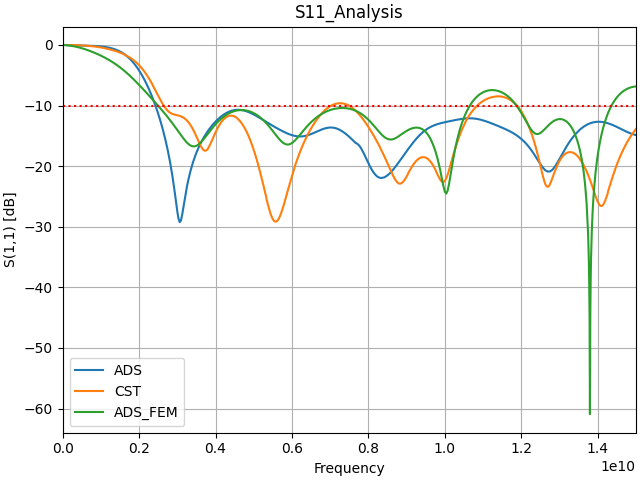 S11_Analysis
S(1,1) [dB]
0
−10
−20
−30
−40
−50
−60
ADS
CST
ADS_FEM
0.0 0.2 0.4 0.6 0.8 1.0 1.2 1.4
1e10
Frequency